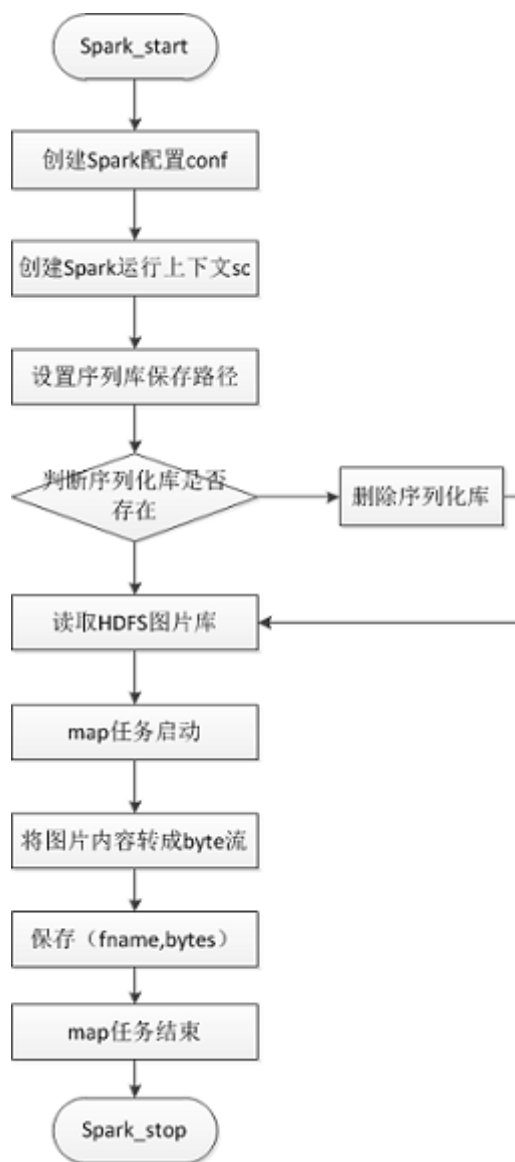 Spark_start
创建Spark配置conf
创建Spark运行上下文sc
设置序列库保存路径
判断序列化库是否
存在
删除序列化库
读取HDFS图片库
map任务启动
将图片内容转成byte流
保存（fname,bytes）
map任务结束
Spark_stop